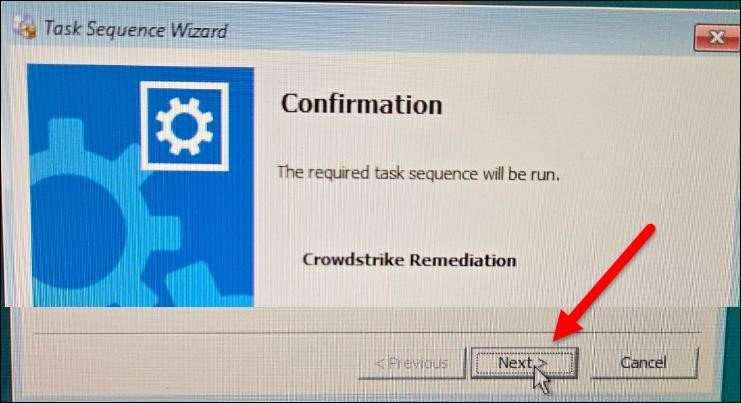 Task Sequence Wizard
Confirmation
The required task sequence will be run.
Crowdstrike Remediation
< Previous
Next >
Cancel